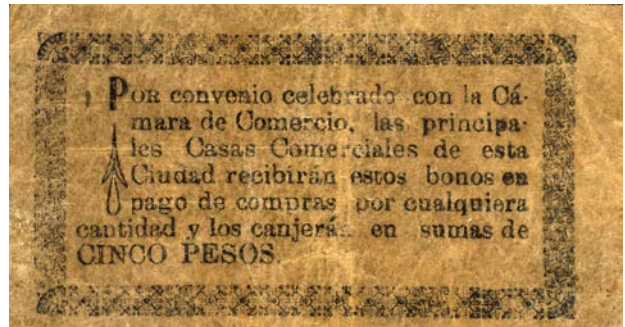 POR convenio celebrado con la Cá-
mara de Comercio, las principa-
les Casas Comerciales de esta
Ciudad recibirán estos bonos en
pago de compras por cualquiera
cantidad y los canjerán en sumas de
CINCO PESOS.